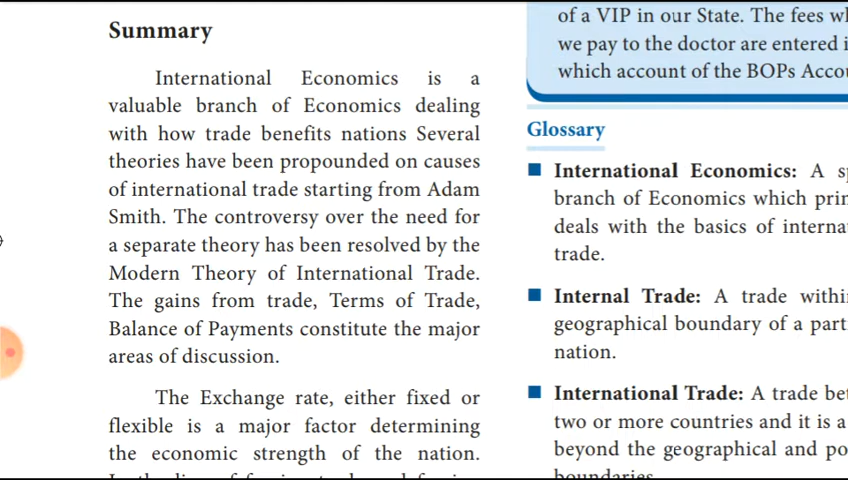 Summary
International Economics is a
valuable branch of Economics dealing
with how trade benefits nations Several
theories have been propounded on causes
of international trade starting from Adam
Smith. The controversy over the need for
a separate theory has been resolved by the
Modern Theory of International Trade.
The gains from trade, Terms of Trade,
Balance of Payments constitute the major
areas of discussion.
The Exchange rate, either fixed or
flexible is a major factor determining
the economic strength of the nation.
of a VIP in our State. The fees
we pay to the doctor are entered
which account of the BOPs
Glossary
International Economics: A
branch of Economics which
deals with the basics of
trade.
Internal Trade: A trade
geographical boundary of a
nation.
International Trade: A trade
two or more countries and it is a
beyond the geographical and
boundaries.